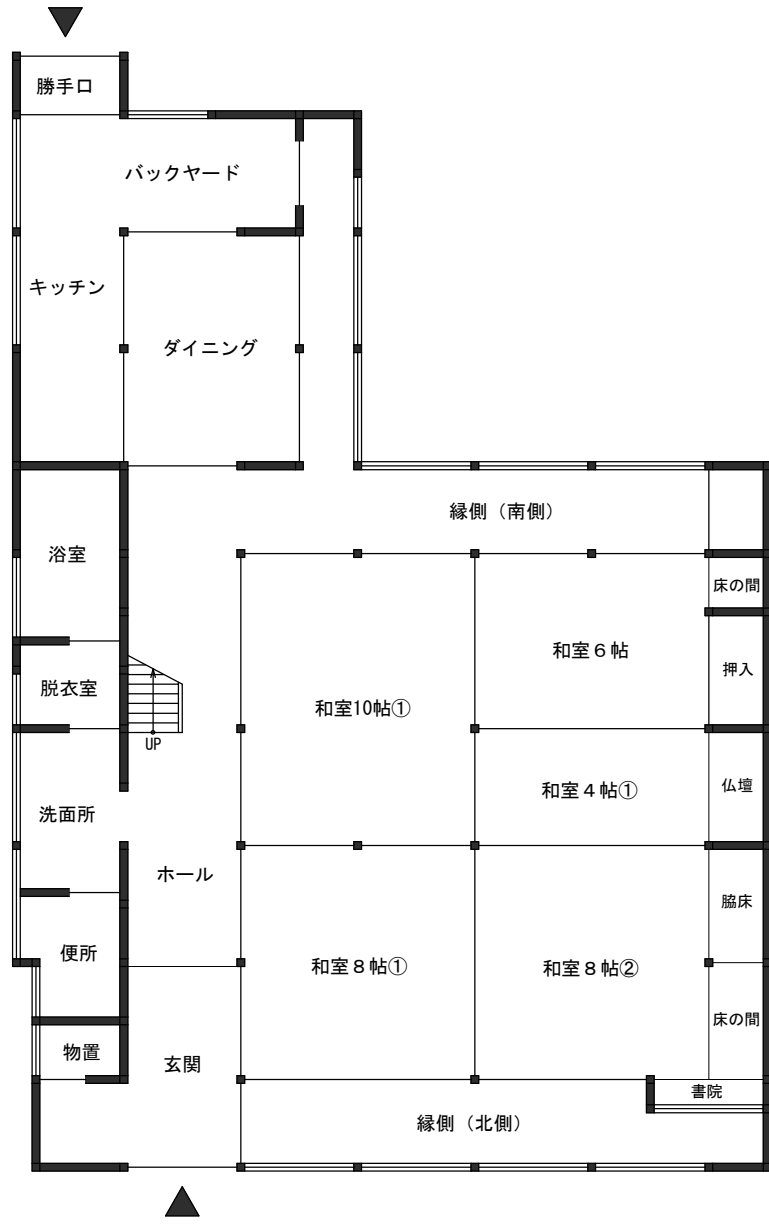 勝手口
バックヤード
キッチン
ダイニング
縁側（南側）
浴室
床の間
和室６帖
押入
脱衣室
和室10帖①
UP
和室４帖①
仏壇
洗面所
ホール
脇床
便所
和室８帖①
和室８帖②
床の間
物置
玄関
書院
縁側（北側）